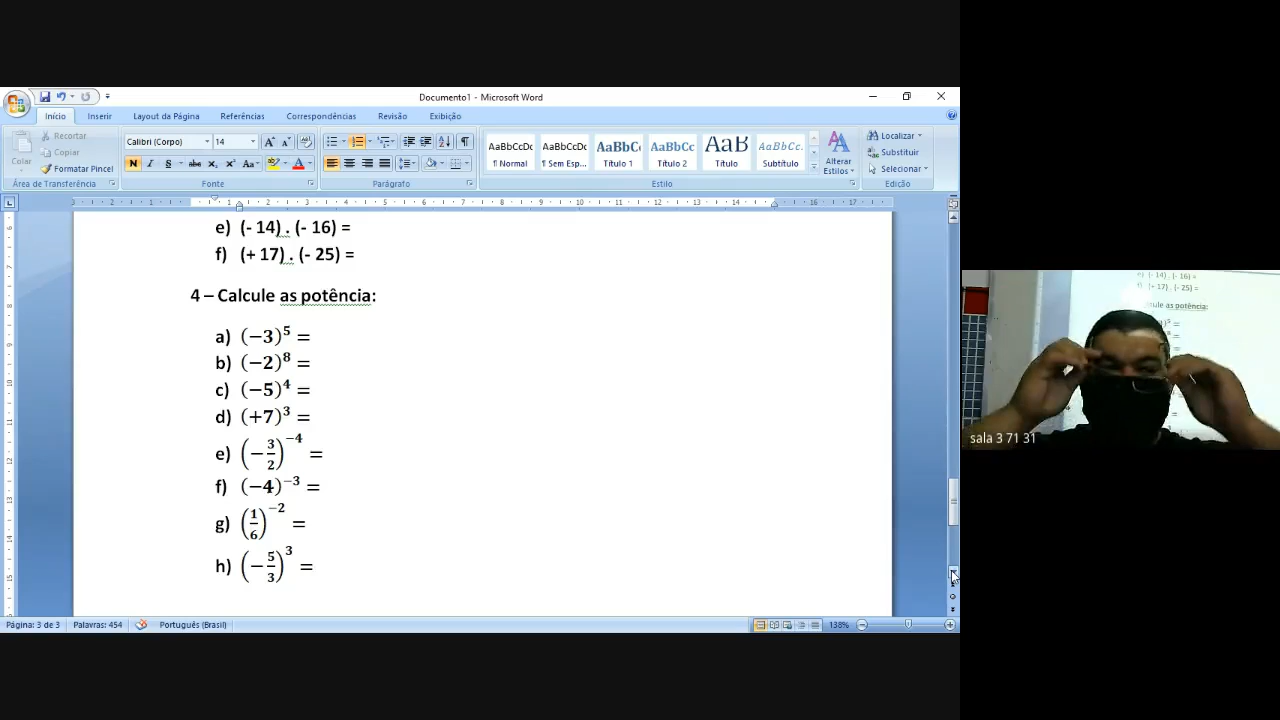 Documento1 - Microsoft Word
Início Inserir Layout da Página Referências Correspondências Revisão Exibição
Colar
Recortar
Copiar
Formatar Pincel
Área de Transferência
Calibri (Corpo) 14
Fonte
Parágrafo
AaBbCcDc AaBbCcDc AaBbC AaBbCc AaB AaBbCc.
¶ Normal ¶ Sem Esp... Título 1 Título 2 Título Subtítulo
Alterar Estilos
Estilo
Localizar
Substituir
Selecionar
Edição
e) (- 14) . (- 16) =
f) (+ 17) . (- 25) =
4 – Calcule as potência:
a) (−3)⁵ =
b) (−2)⁸ =
c) (−5)⁴ =
d) (+7)³ =
e) (−3/2)⁻⁴ =
f) (−4)⁻³ =
g) (1/6)⁻² =
h) (−5/3)³ =
Página: 3 de 3 Palavras: 454 Português (Brasil) 138%
sala 3 71 31